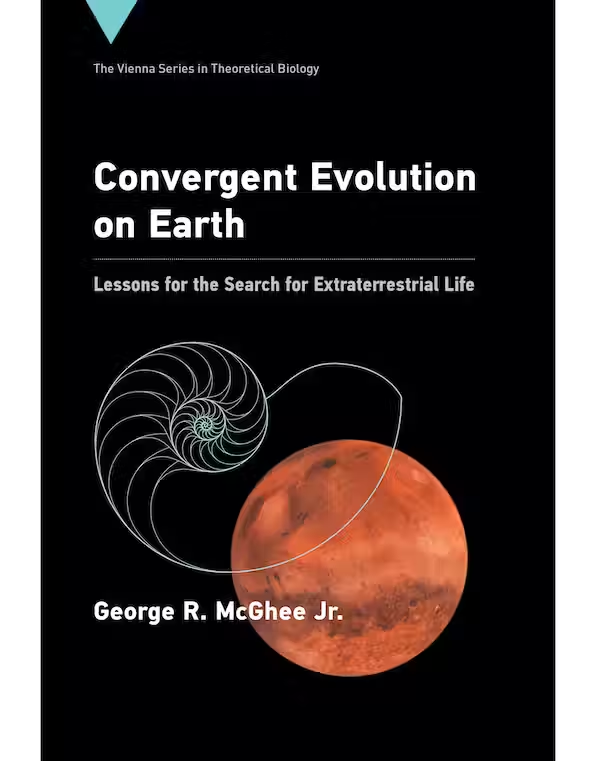 The Vienna Series in Theoretical Biology
Convergent Evolution
on Earth
Lessons for the Search for Extraterrestrial Life
George R. McGhee Jr.